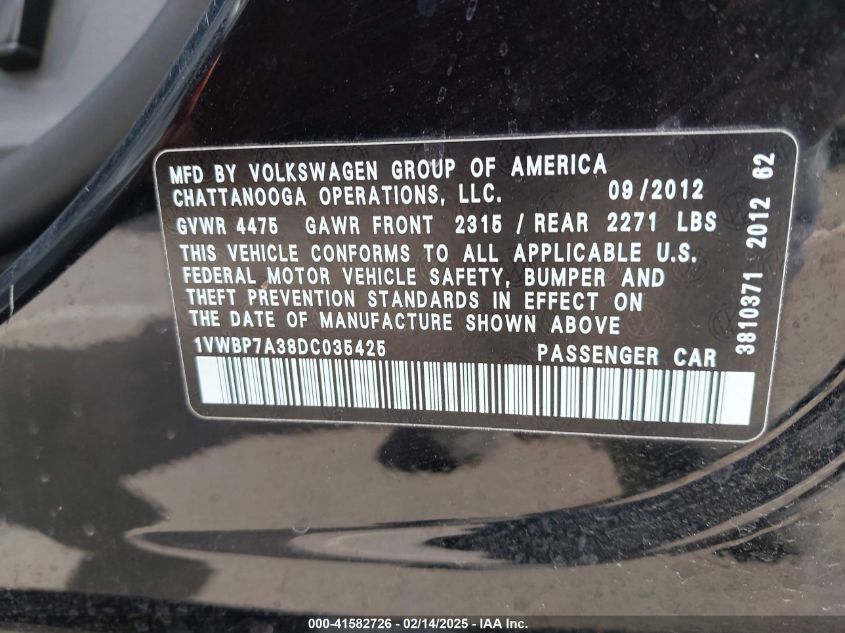 MFD BY VOLKSWAGEN GROUP OF AMERICA
CHATTANOOGA OPERATIONS, LLC. 09/2012
GVWR 4475 GAWR FRONT 2315 / REAR 2271 LBS
THIS VEHICLE CONFORMS TO ALL APPLICABLE U.S.
FEDERAL MOTOR VEHICLE SAFETY, BUMPER AND
THEFT PREVENTION STANDARDS IN EFFECT ON
THE DATE OF MANUFACTURE SHOWN ABOVE
1VWBP7A38DC035425 PASSENGER CAR
3810371 2012 62
000-41582726 - 02/14/2025 - IAA Inc.